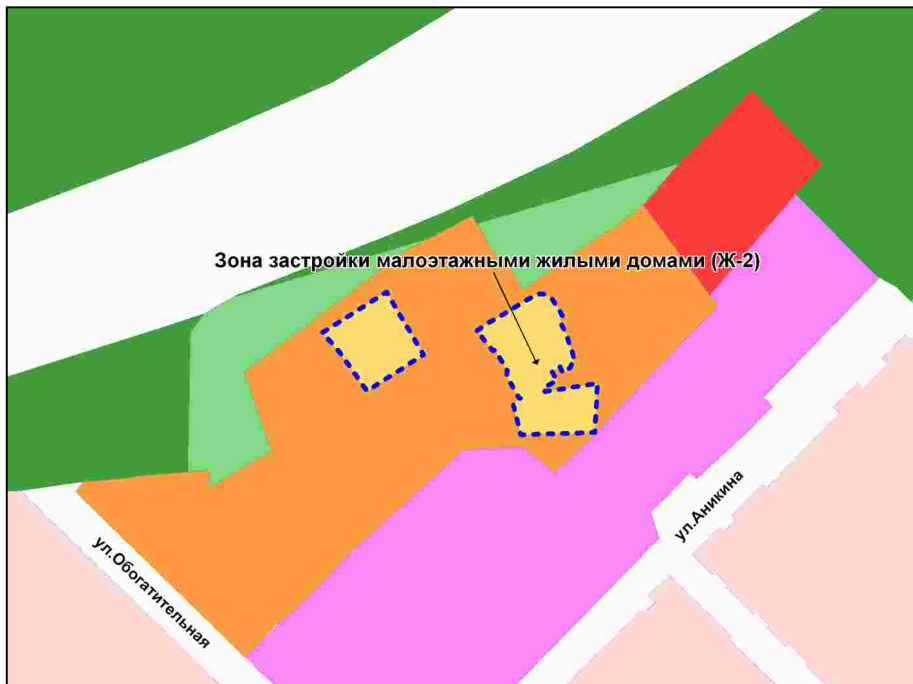 Зона застройки малоэтажными жилыми домами (Ж-2)
ул.Аникина
ул.Обогатительная